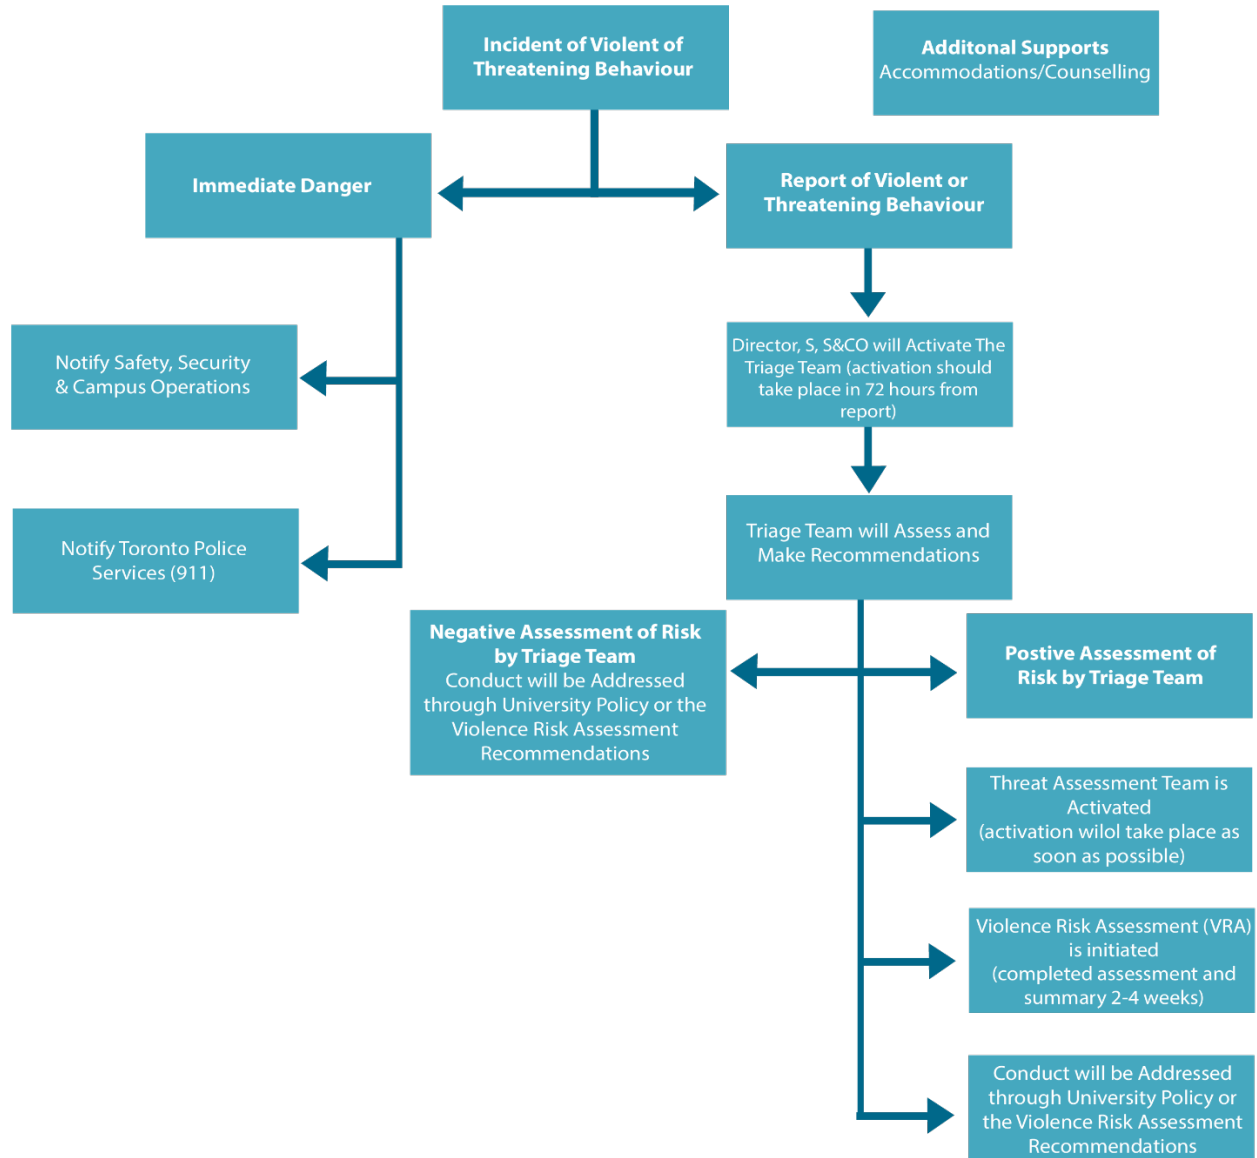 Incident of Violent of
Threatening Behaviour
Additonal Supports
Accommodations/Counselling
Immediate Danger
Report of Violent or
Threatening Behaviour
Notify Safety, Security
& Campus Operations
Director, S, S&CO will Activate The
Triage Team (activation should
take place in 72 hours from
report)
Notify Toronto Police
Services (911)
Triage Team will Assess and
Make Recommendations
Negative Assessment of Risk
by Triage Team
Conduct will be Addressed
through University Policy or the
Violence Risk Assessment
Recommendations
Postive Assessment of
Risk by Triage Team
Threat Assessment Team is
Activated
(activation wilol take place as
soon as possible)
Violence Risk Assessment (VRA)
is initiated
(completed assessment and
summary 2-4 weeks)
Conduct will be Addressed
through University Policy or
the Violence Risk Assessment
Recommendations